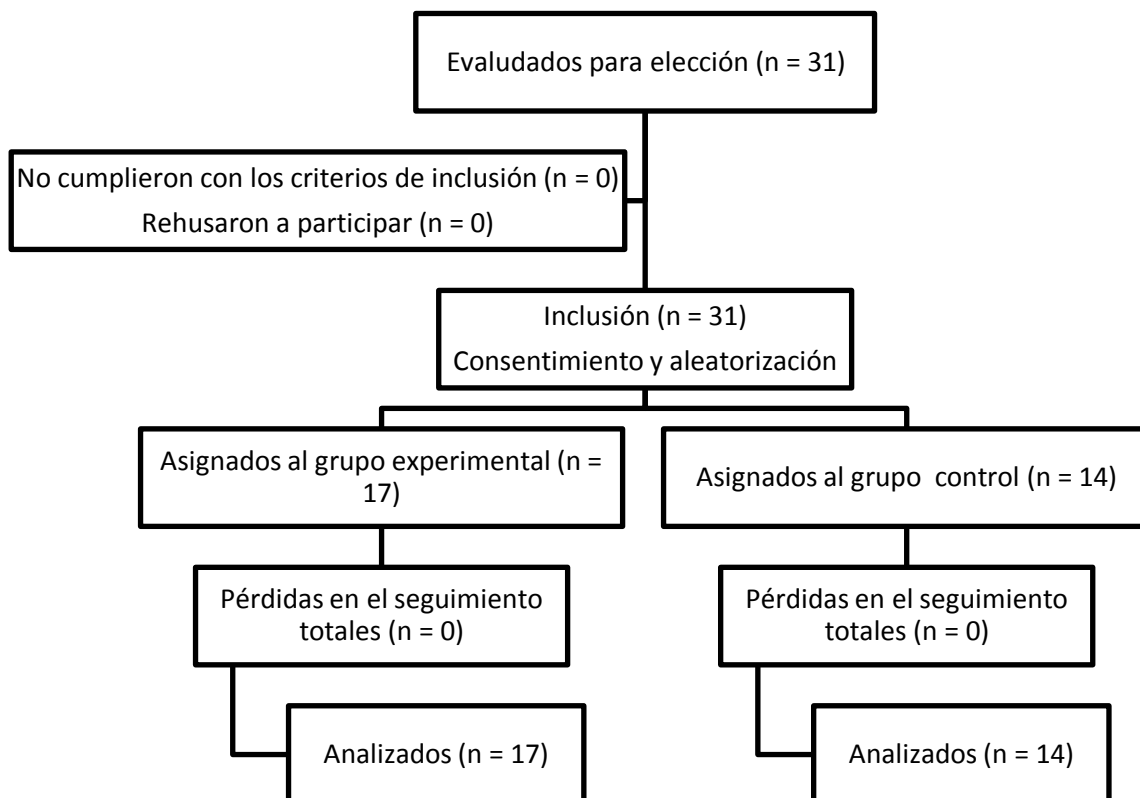 Evaludados para elección (n = 31)
No cumplieron con los criterios de inclusión (n = 0)
Rehusaron a participar (n = 0)
Inclusión (n = 31)
Consentimiento y aleatorización
Asignados al grupo experimental (n =
17)
Asignados al grupo control (n = 14)
Pérdidas en el seguimiento
totales (n = 0)
Pérdidas en el seguimiento
totales (n = 0)
Analizados (n = 17)
Analizados (n = 14)